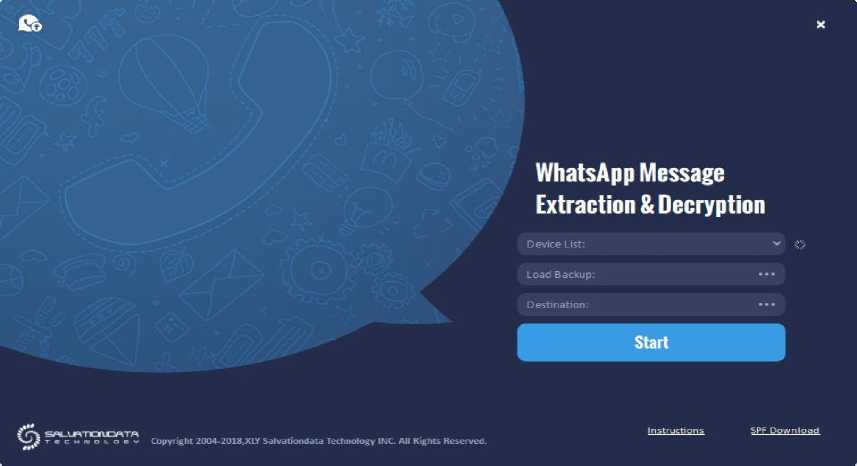 WhatsApp Message
Extraction & Decryption
Device List:
Load Backup:
Destination:
Start
SALVATIONDATA
TECHNOLOGY
Copyright 2004-2018,XLY Salvationdata Technology INC. All Rights Reserved.
Instructions
SPF Download